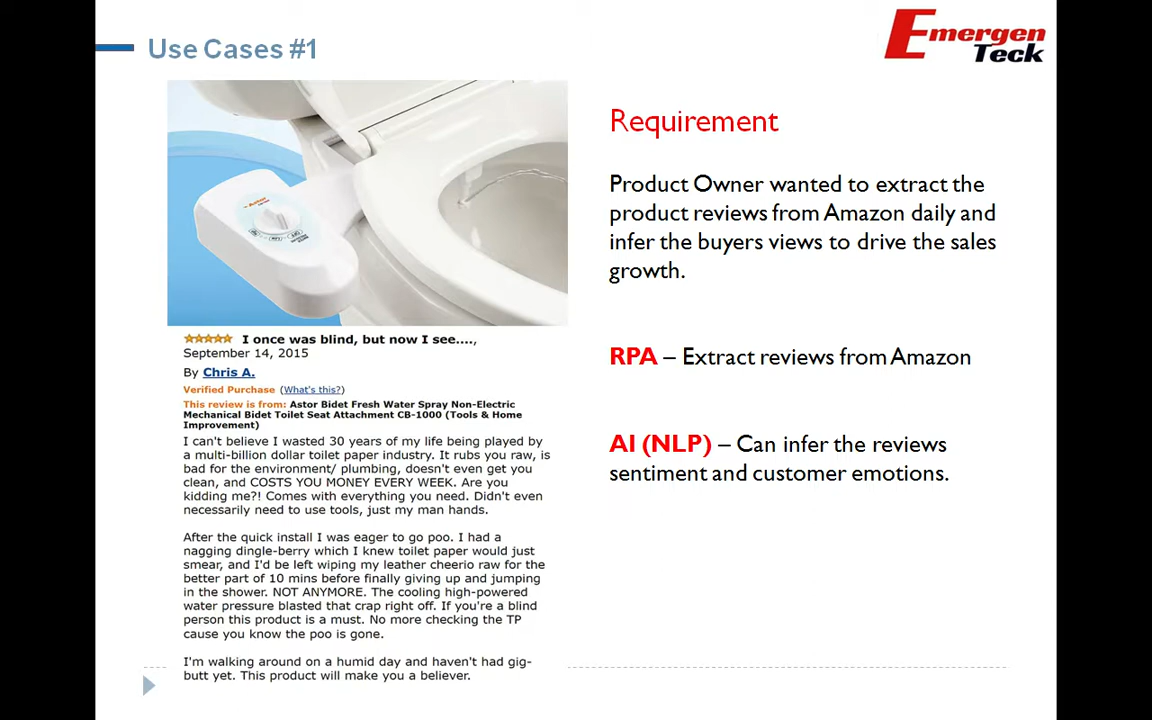 Use Cases #1
Emergen
Teck
Requirement
Product Owner wanted to extract the
product reviews from Amazon daily and
infer the buyers views to drive the sales
growth.
RPA – Extract reviews from Amazon
AI (NLP) – Can infer the reviews
sentiment and customer emotions.
I once was blind, but now I see....,
September 14, 2015
By Chris A.
Verified Purchase (What's this?)
This review is from: Astor Bidet Fresh Water Spray Non-Electric
Mechanical Bidet Toilet Seat Attachment CB-1000 (Tools & Home
Improvement)
I can't believe I wasted 30 years of my life being played by
a multi-billion dollar toilet paper industry. It rubs you raw, is
bad for the environment/ plumbing, doesn't even get you
clean, and COSTS YOU MONEY EVERY WEEK. Are you
kidding me?! Comes with everything you need. Didn't even
necessarily need to use tools, just my man hands.
After the quick install I was eager to go poo. I had a
nagging dingle-berry which I knew toilet paper would just
smear, and I'd be left wiping my leather cheerio raw for the
better part of 10 mins before finally giving up and jumping
in the shower. NOT ANYMORE. The cooling high-powered
water pressure blasted that crap right off. If you're a blind
person this product is a must. No more checking the TP
cause you know the poo is gone.
I'm walking around on a humid day and haven't had gig-
butt yet. This product will make you a believer.